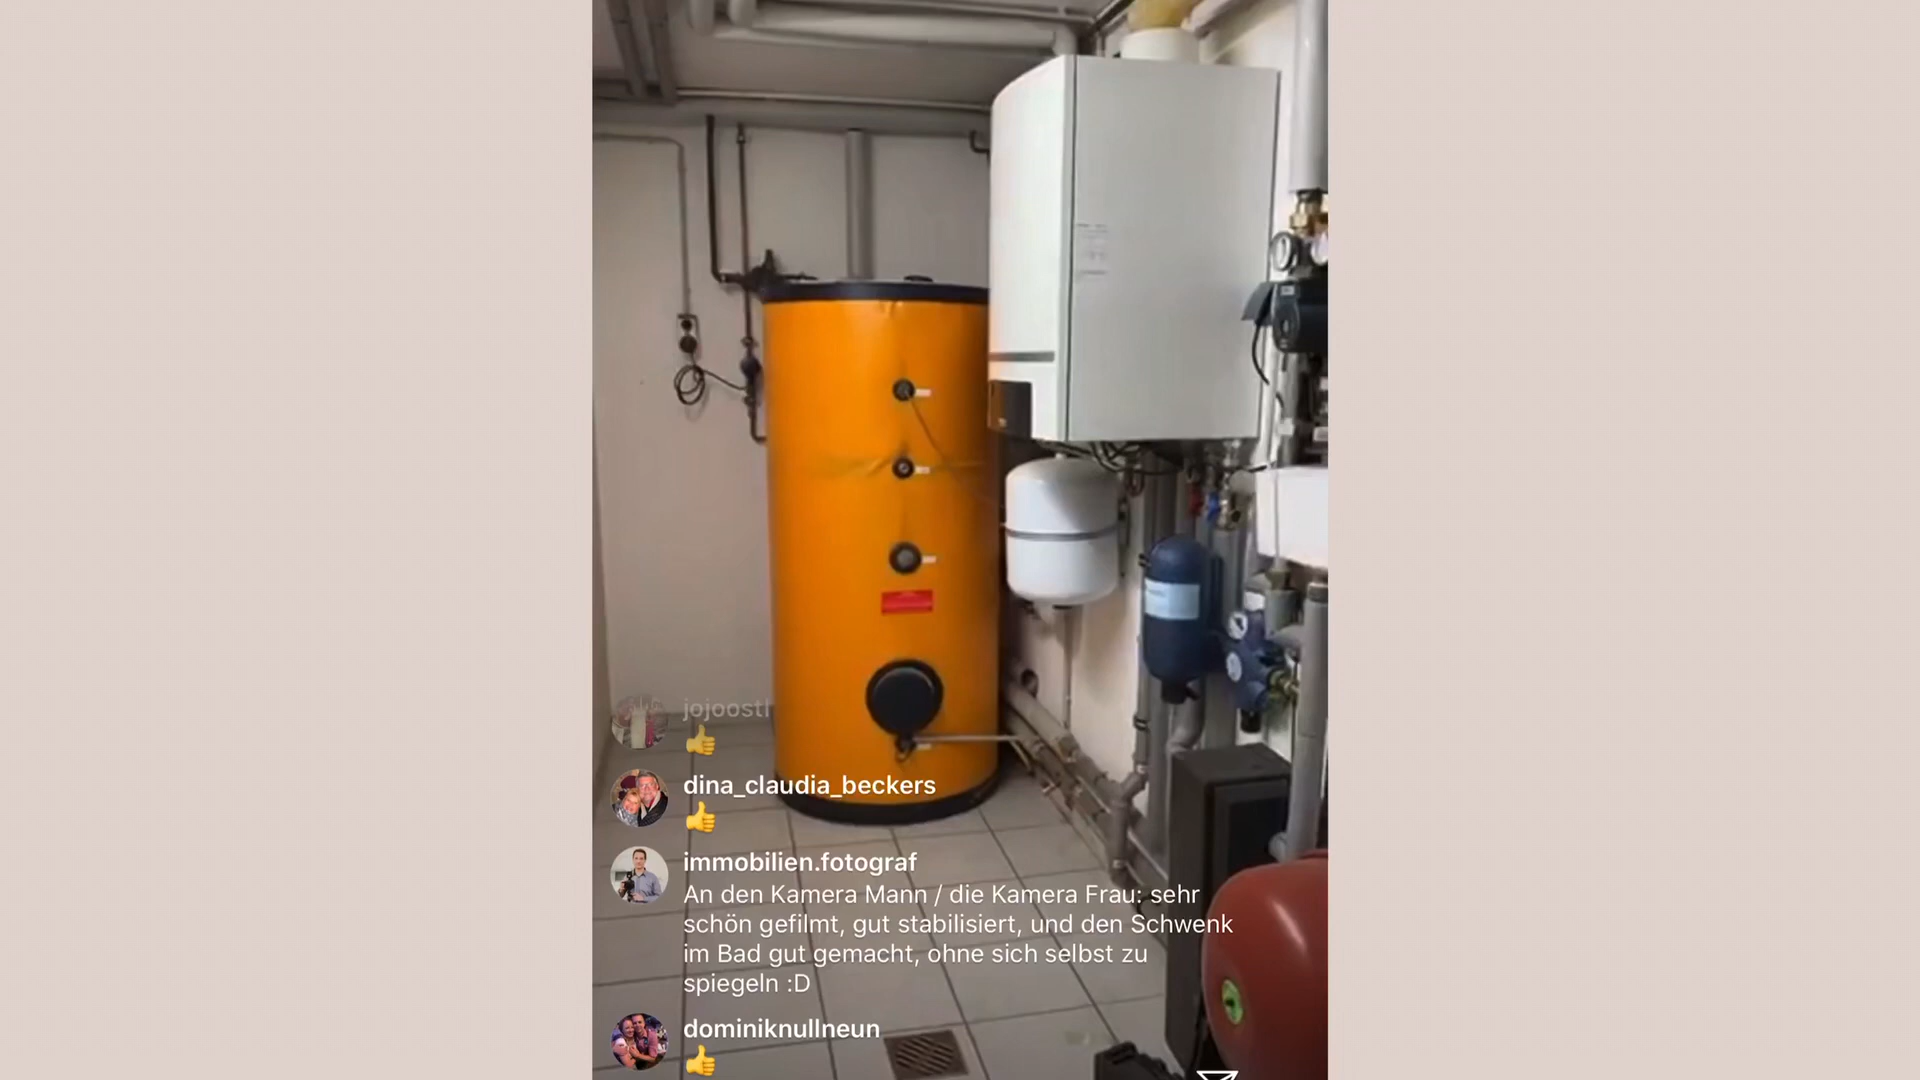 jojoostl
👍
dina_claudia_beckers
👍
immobilien.fotograf
An den Kamera Mann / die Kamera Frau: sehr
schön gefilmt, gut stabilisiert, und den Schwenk
im Bad gut gemacht, ohne sich selbst zu
spiegeln :D
dominiknullneun
👍